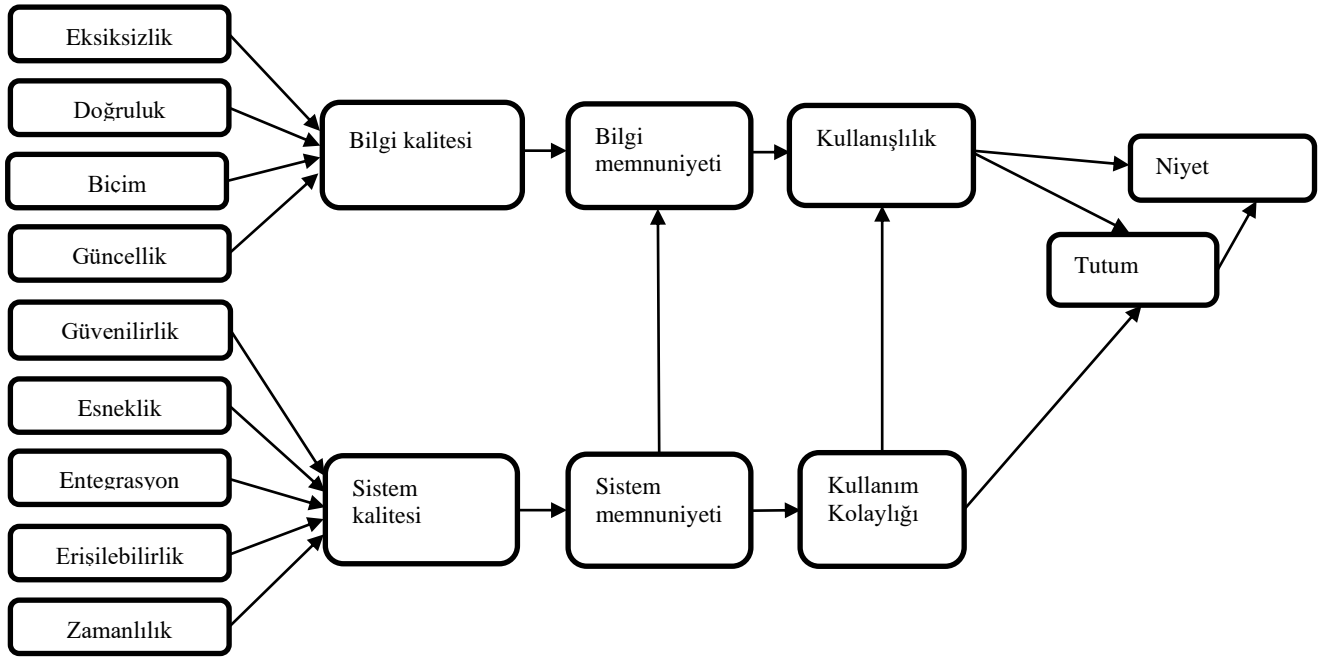 Eksiksizlik
Doğruluk
Biçim
Güncellik
Güvenilirlik
Esneklik
Entegrasyon
Erişilebilirlik
Zamanlılık
Bilgi kalitesi
Sistem
kalitesi
Bilgi
memnuniyeti
Sistem
memnuniyeti
Kullanışlılık
Kullanım
Kolaylığı
Niyet
Tutum